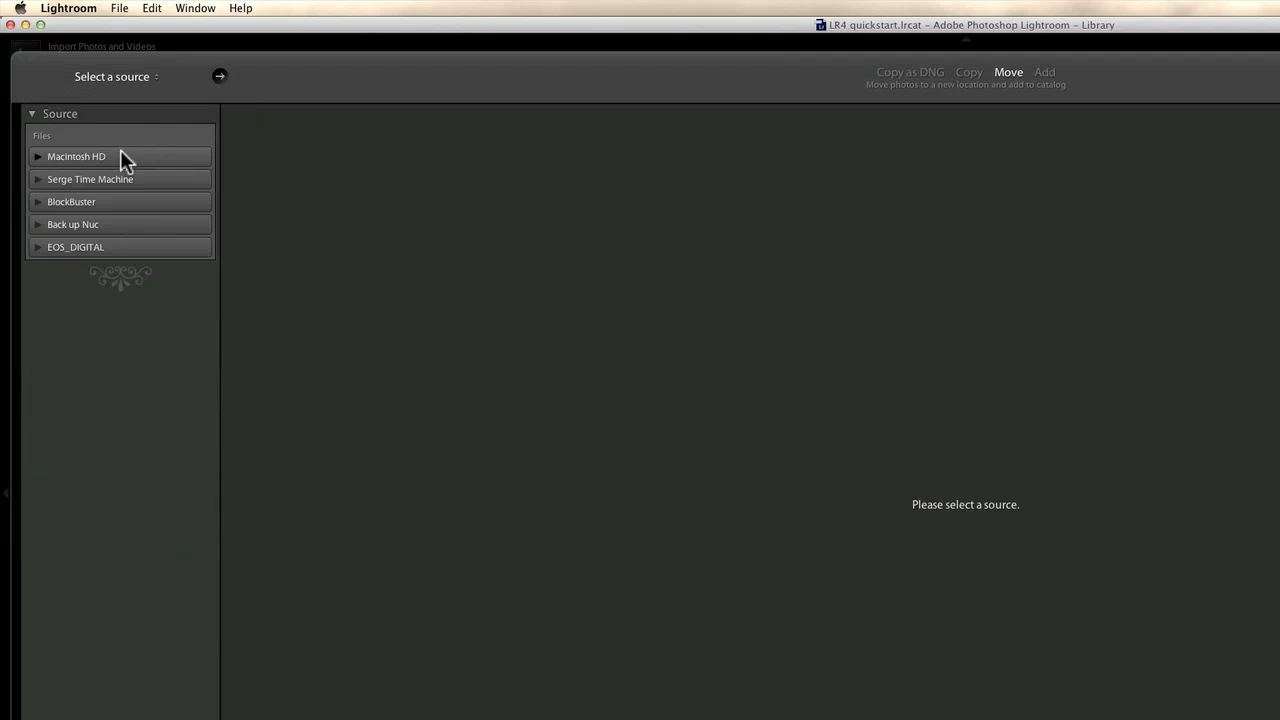 Lightroom File Edit Window Help
LR4 quickstart.lrcat – Adobe Photoshop Lightroom – Library
Import Photos and Videos
Select a source
Copy as DNG Copy Move Add
Move photos to a new location and add to catalog
Source
Files
Macintosh HD
Serge Time Machine
BlockBuster
Back up Nuc
EOS_DIGITAL
Please select a source.